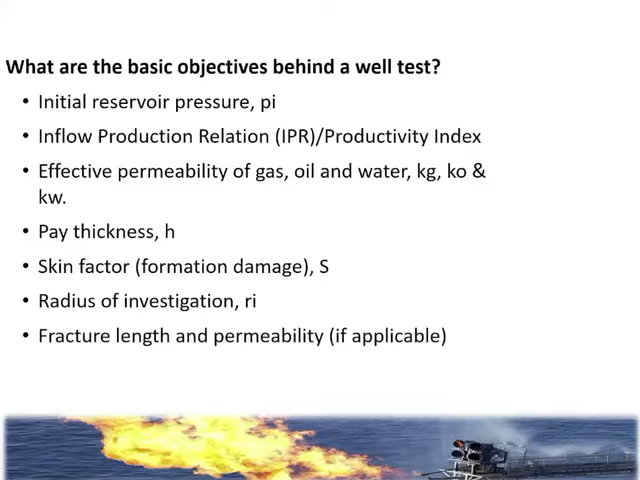 What are the basic objectives behind a well test?
• Initial reservoir pressure, pi
• Inflow Production Relation (IPR)/Productivity Index
• Effective permeability of gas, oil and water, kg, ko &
kw.
• Pay thickness, h
• Skin factor (formation damage), S
• Radius of investigation, ri
• Fracture length and permeability (if applicable)